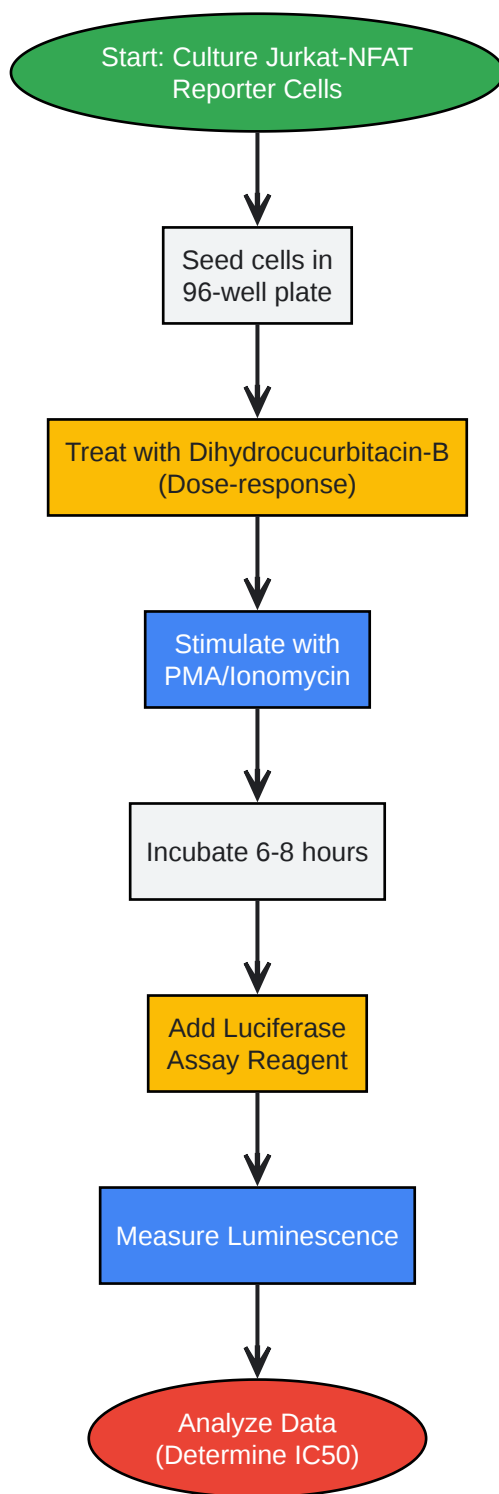 Start: Culture Jurkat-NFAT
Reporter Cells
Seed cells in
96-well plate
Treat with Dihydrocucurbitacin-B
(Dose-response)
Stimulate with
PMA/Ionomycin
Incubate 6-8 hours
Add Luciferase
Assay Reagent
Measure Luminescence
Analyze Data
(Determine IC50)